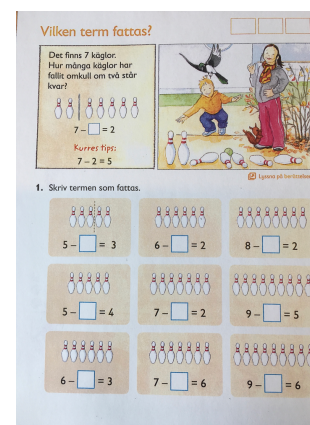 Vilken term fattas?
Det finns 7 käglor.
Hur många käglor har
fallit omkull om två står
kvar?
7 – □ = 2
Kurres tips:
7 – 2 = 5
Lyssna på
1. Skriv termen som fattas.
5 – □ = 3
6 – □ = 2
8 – □ = 2
5 – □ = 4
7 – □ = 2
9 – □ = 5
6 – □ = 3
7 – □ = 6
9 – □ = 6